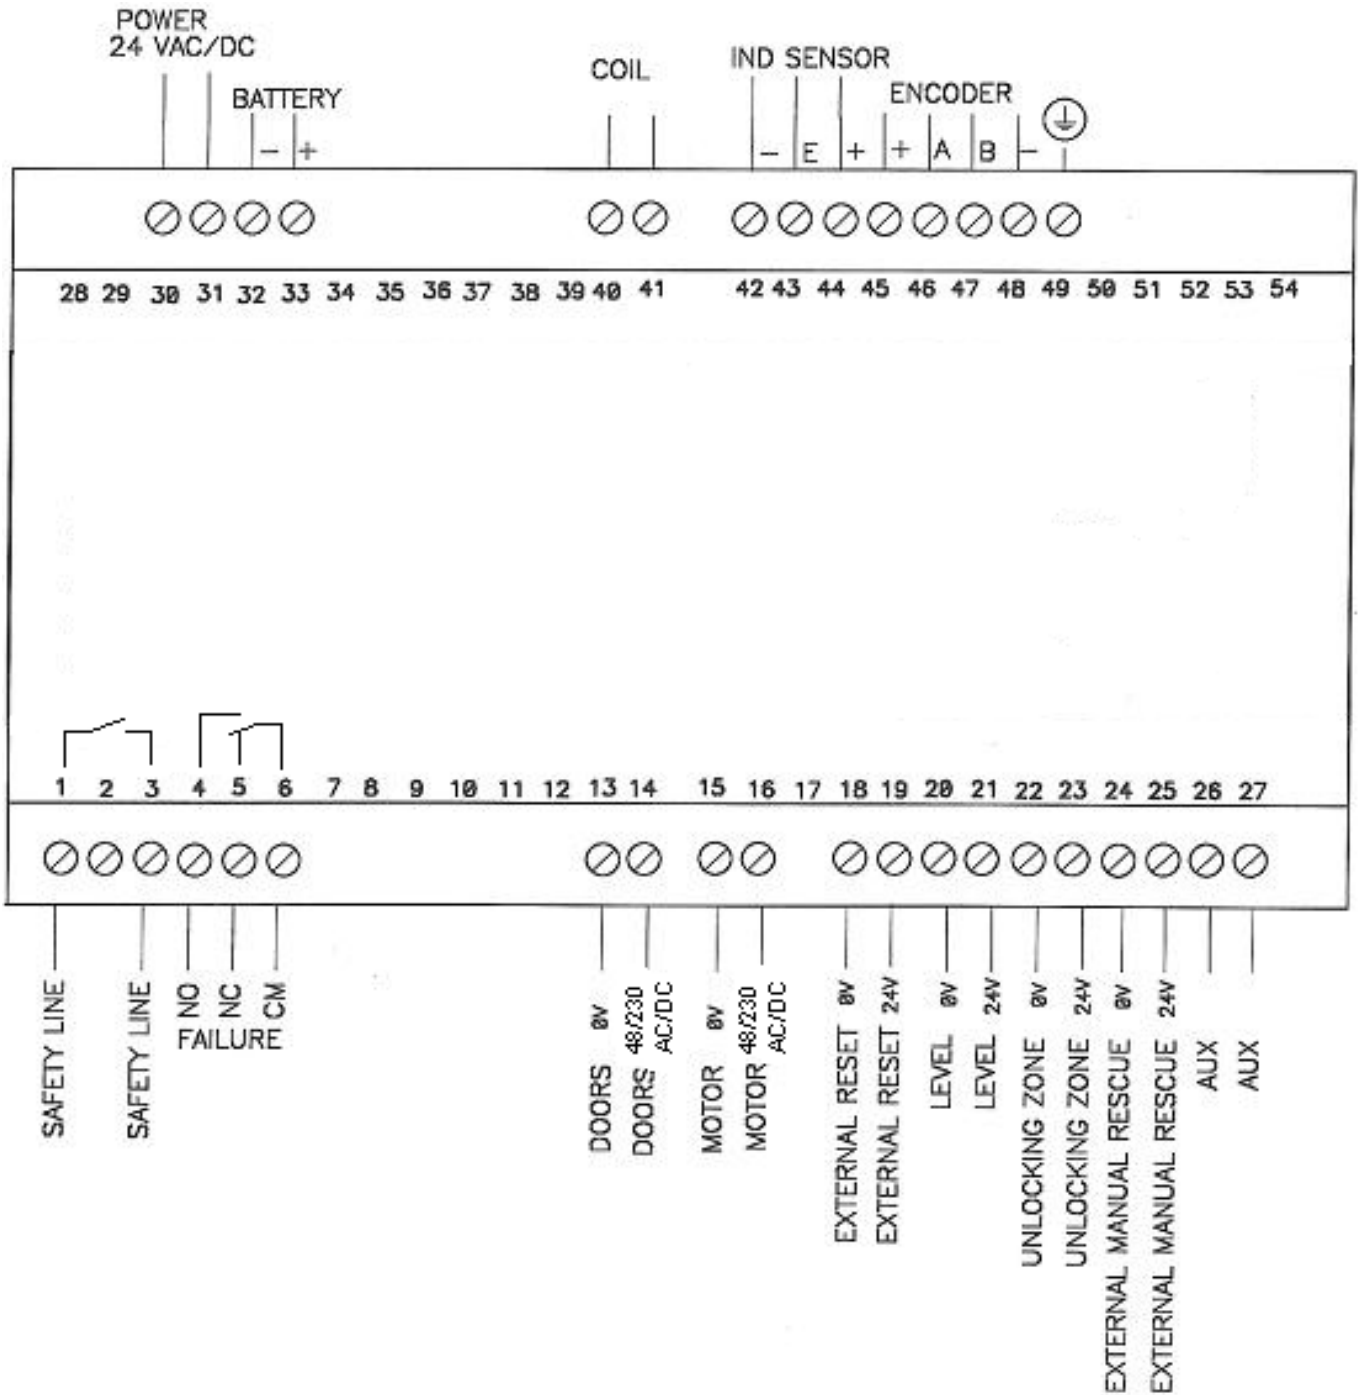 POWER
24 VAC/DC
BATTERY
- +
COIL
IND SENSOR
ENCODER
- E + + A B -
28 29 30 31 32 33 34 35 36 37 38 39 40 41 42 43 44 45 46 47 48 49 50 51 52 53 54
1 2 3 4 5 6 7 8 9 10 11 12 13 14 15 16 17 18 19 20 21 22 23 24 25 26 27
SAFETY LINE
SAFETY LINE
NO
NC
CM
FAILURE
DOORS 0V
DOORS 48/230
AC/DC
MOTOR 0V
MOTOR 48/230
AC/DC
EXTERNAL RESET 0V
EXTERNAL RESET 24V
LEVEL 0V
LEVEL 24V
UNLOCKING ZONE 0V
UNLOCKING ZONE 24V
EXTERNAL MANUAL RESCUE 0V
EXTERNAL MANUAL RESCUE 24V
AUX
AUX